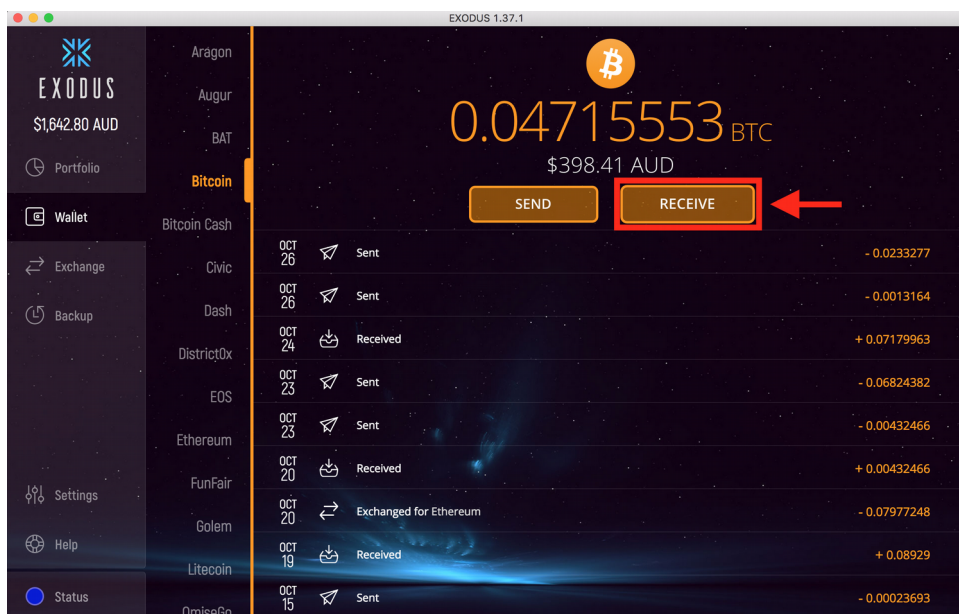 EXODUS 1.37.1
EXODUS
$1,642.80 AUD
Portfolio
Wallet
Exchange
Backup
Settings
Help
Status
Aragon
Augur
BAT
Bitcoin
Bitcoin Cash
Civic
Dash
District0x
EOS
Ethereum
FunFair
Golem
Litecoin
OmiseGo
0.04715553 BTC
$398.41 AUD
SEND RECEIVE
OCT 26 Sent - 0.0233277
OCT 26 Sent - 0.0013164
OCT 24 Received + 0.07179963
OCT 23 Sent - 0.06824382
OCT 23 Sent - 0.00432466
OCT 20 Received + 0.00432466
OCT 20 Exchanged for Ethereum - 0.07977248
OCT 19 Received + 0.08929
OCT 15 Sent - 0.00023693